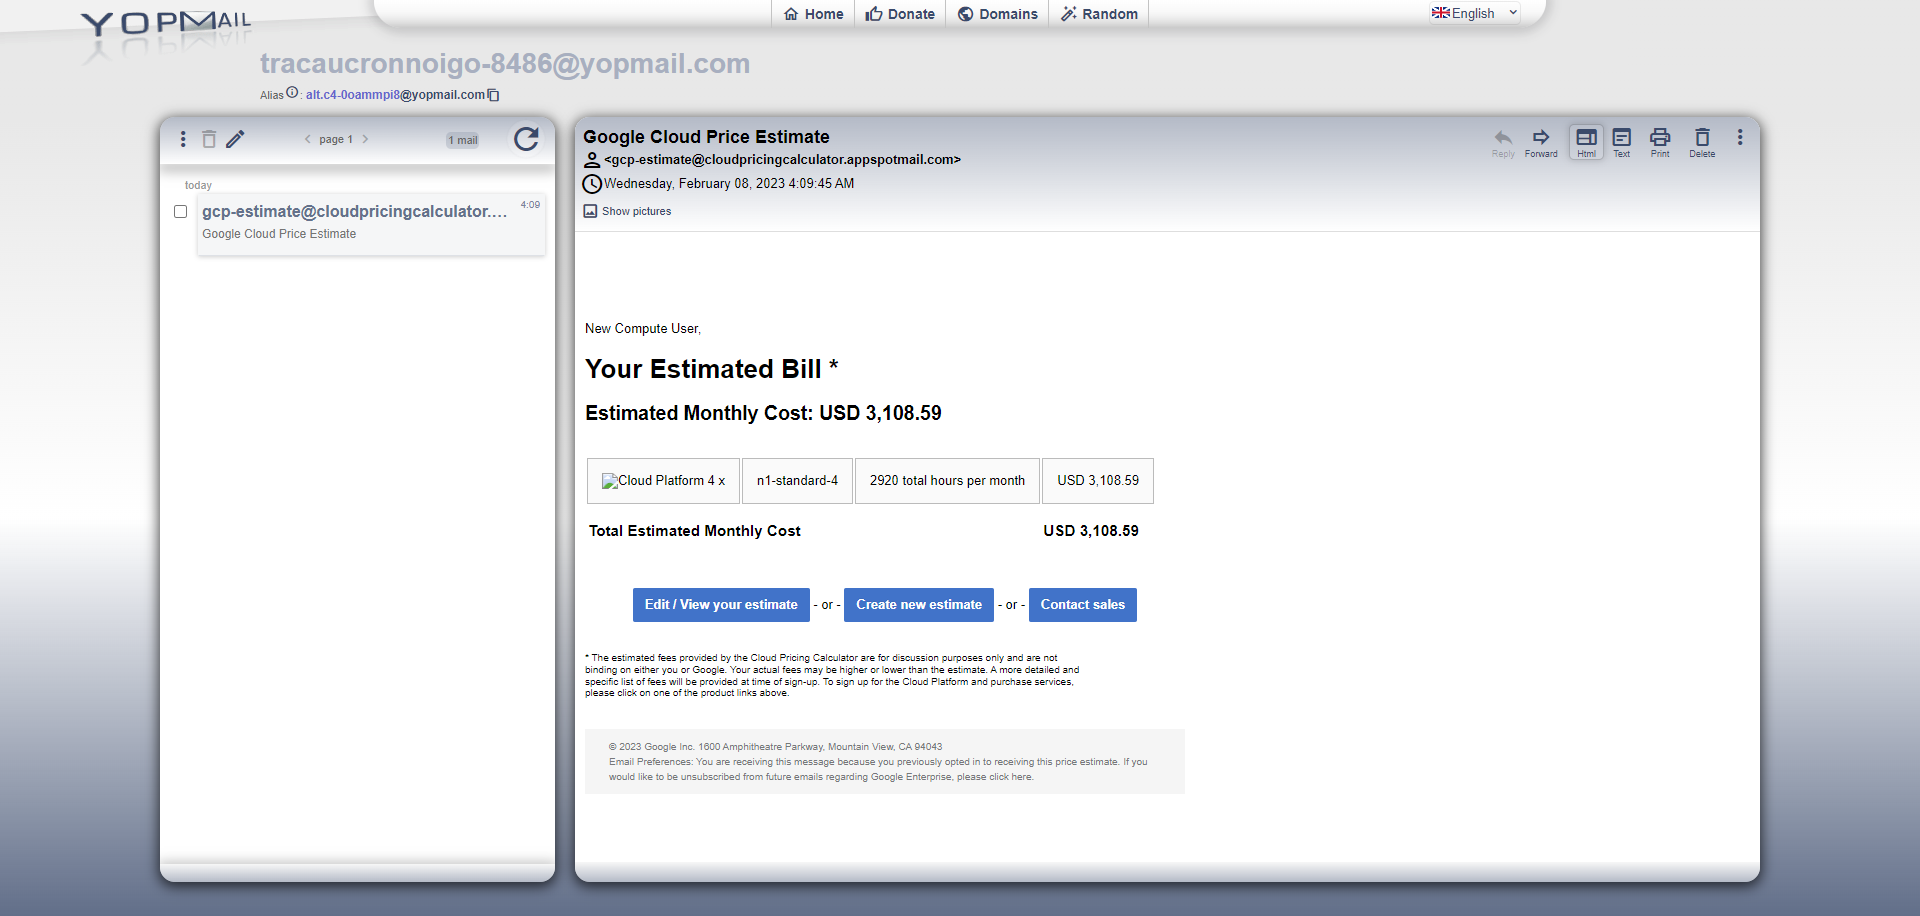 YOPMAIL
Home
Donate
Domains
Random
English
tracaucronnoigo-8486@yopmail.com
Alias : alt.c4-0oammpi8@yopmail.com
page 1
1 mail
today
gcp-estimate@cloudpricingcalculator.…
4:09
Google Cloud Price Estimate
Google Cloud Price Estimate
<gcp-estimate@cloudpricingcalculator.appspotmail.com>
Wednesday, February 08, 2023 4:09:45 AM
Show pictures
Reply
Forward
Html
Text
Print
Delete
New Compute User,
Your Estimated Bill *
Estimated Monthly Cost: USD 3,108.59
Cloud Platform 4 x
n1-standard-4
2920 total hours per month
USD 3,108.59
Total Estimated Monthly Cost
USD 3,108.59
Edit / View your estimate - or - Create new estimate - or - Contact sales
* The estimated fees provided by the Cloud Pricing Calculator are for discussion purposes only and are not
binding on either you or Google. Your actual fees may be higher or lower than the estimate. A more detailed and
specific list of fees will be provided at time of sign-up. To sign up for the Cloud Platform and purchase services,
please click on one of the product links above.
© 2023 Google Inc. 1600 Amphitheatre Parkway, Mountain View, CA 94043
Email Preferences: You are receiving this message because you previously opted in to receiving this price estimate. If you
would like to be unsubscribed from future emails regarding Google Enterprise, please click here.